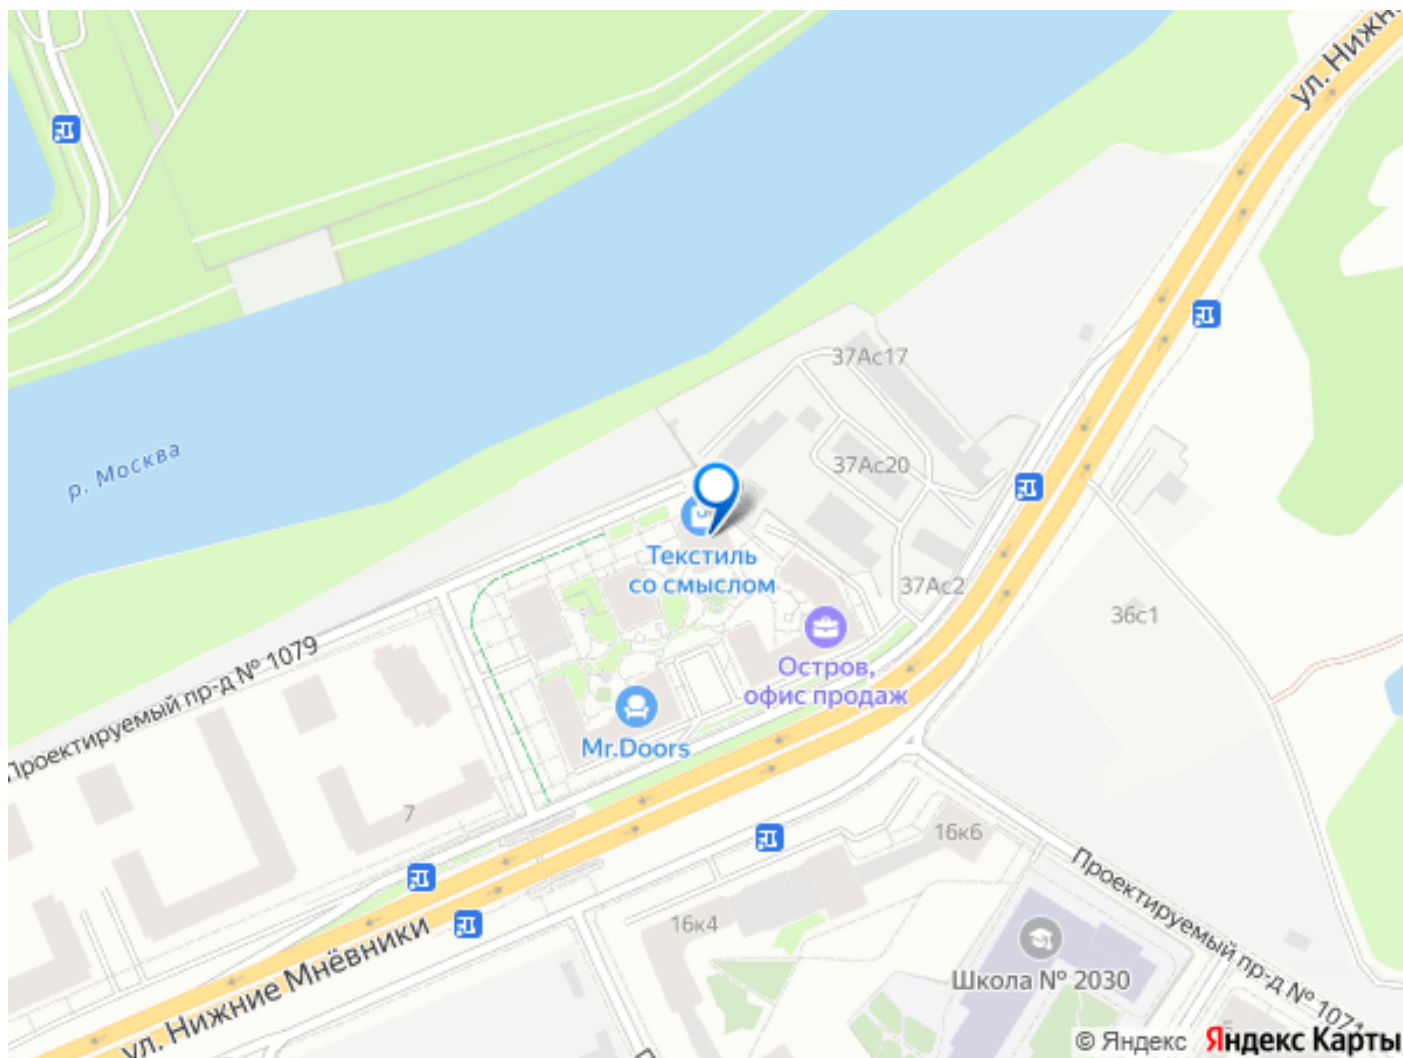 ул. Нижн
37Ас17
р. Москва
37Ас20
Текстиль
со смыслом
37Ас2
36с1
Проектируемый пр-д № 1079
Остров,
офис продаж
Mr.Doors
7
16к6
Проектируемый пр-д № 1071
16к4
ул. Нижние Мнёвники
Школа № 2030
© Яндекс Яндекс Карты